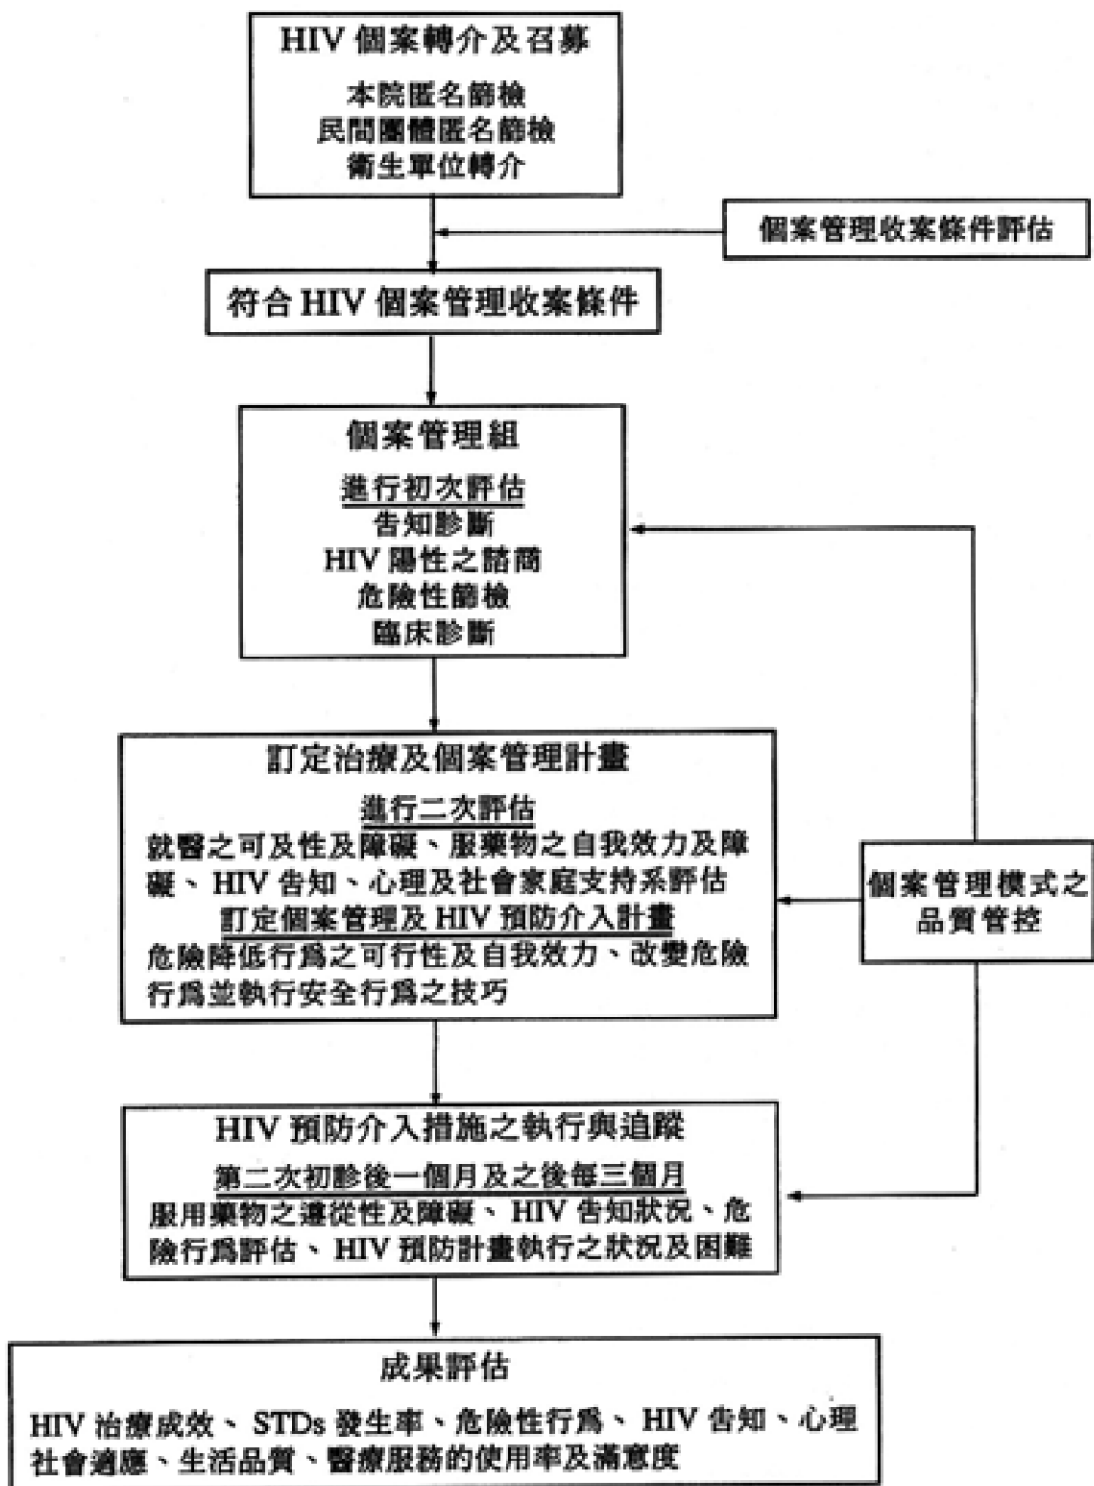 HIV 個案轉介及召募
本院匿名篩檢
民間團體匿名篩檢
衛生單位轉介
個案管理收案條件評估
符合 HIV 個案管理收案條件
個案管理組
進行初次評估
告知診斷
HIV 陽性之諮商
危險性篩檢
臨床診斷
訂定治療及個案管理計畫
進行二次評估
就醫之可及性及障礙、服藥物之自我效力及障
礙、HIV 告知、心理及社會家庭支持系評估
訂定個案管理及 HIV 預防介入計畫
危險降低行為之可行性及自我效力、改變危險
行為並執行安全行為之技巧
個案管理模式之
品質管控
HIV 預防介入措施之執行與追蹤
第二次初診後一個月及之後每三個月
服用藥物之遵從性及障礙、HIV 告知狀況、危
險行為評估、HIV 預防計畫執行之狀況及困難
成果評估
HIV 治療成效、STDs 發生率、危險性行為、HIV 告知、心理
社會適應、生活品質、醫療服務的使用率及滿意度